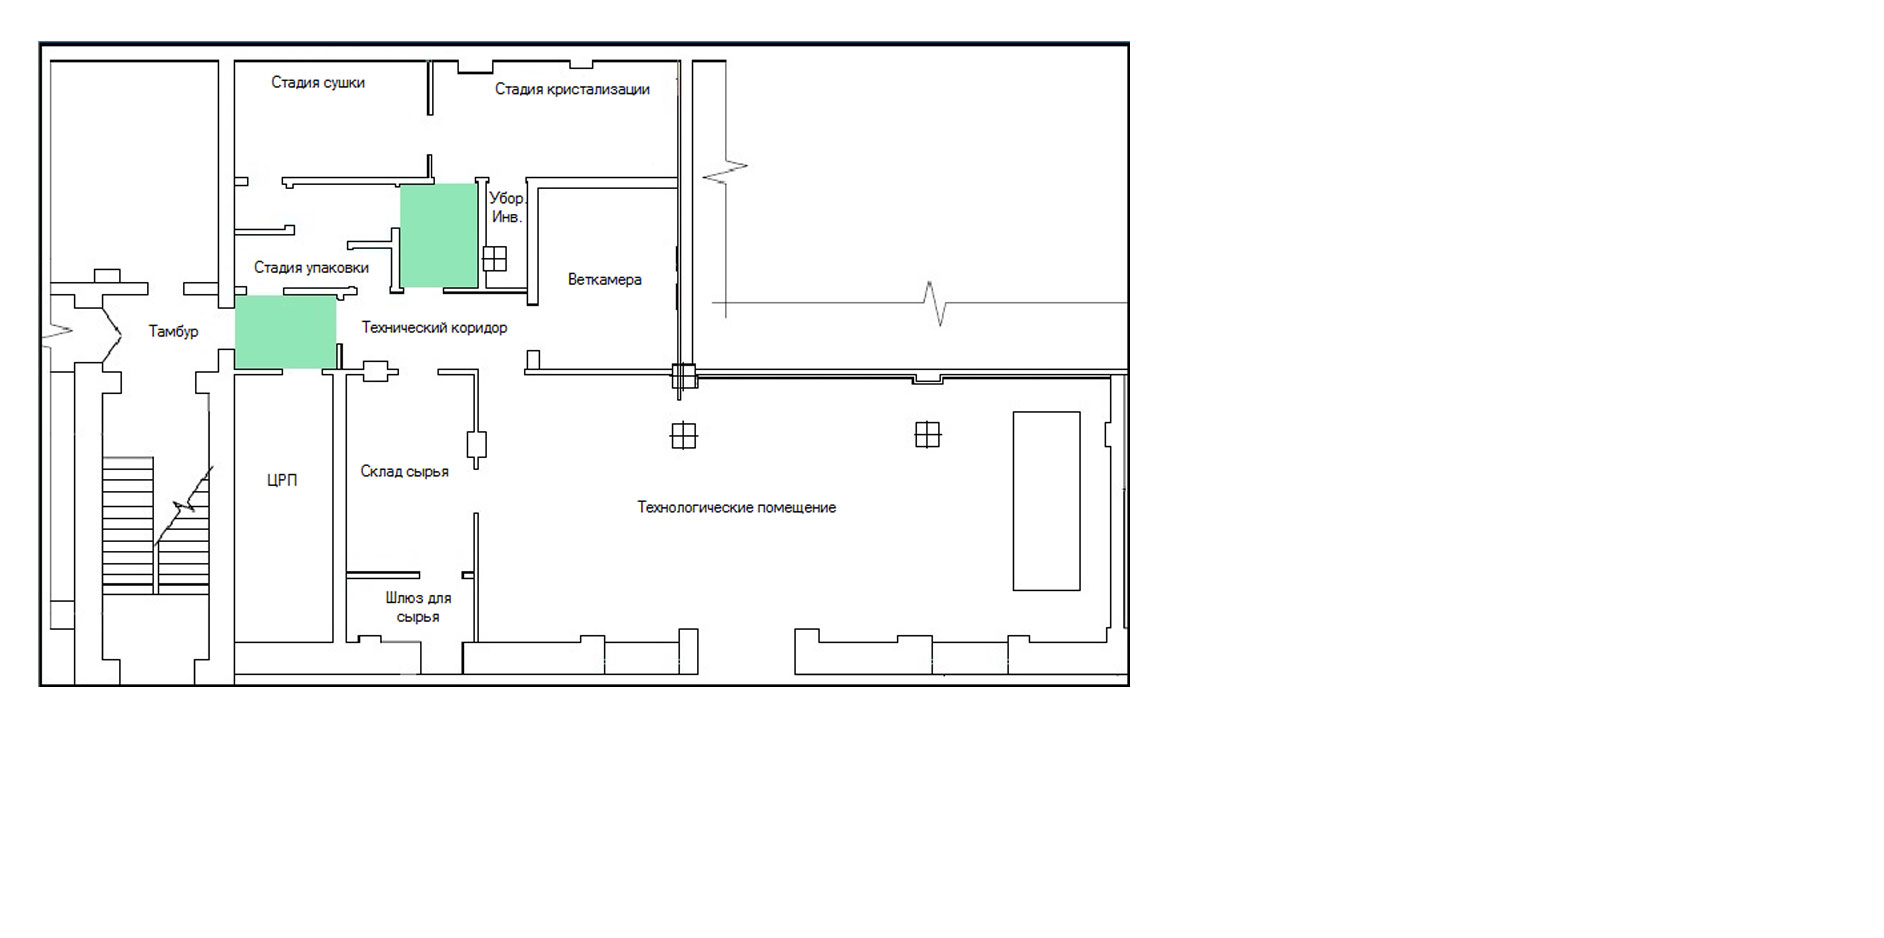 Стадия сушки
Стадия кристализации
Убор.
Инв.
Стадия упаковки
Веткамера
Тамбур
Технический коридор
ЦРП
Склад сырья
Технологические помещение
Шлюз для
сырья